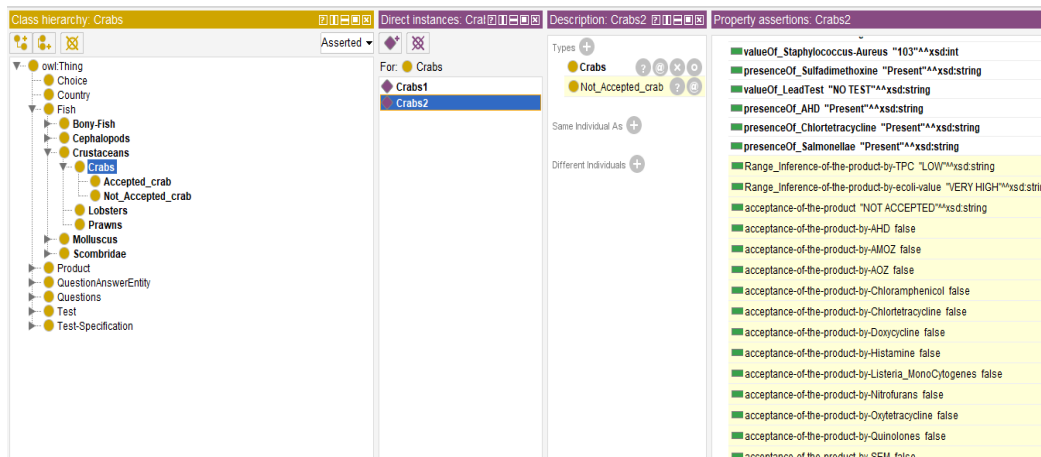 Class hierarchy: Crabs
Asserted
owl:Thing
Choice
Country
Fish
Bony-Fish
Cephalopods
Crustaceans
Crabs
Accepted_crab
Not_Accepted_crab
Lobsters
Prawns
Molluscus
Scombridae
Product
QuestionAnswerEntity
Questions
Test
Test-Specification
Direct instances: Cral
For: Crabs
Crabs1
Crabs2
Description: Crabs2
Types
Crabs
Not_Accepted_crab
Same Individual As
Different Individuals
Property assertions: Crabs2
valueOf_Staphylococcus-Aureus "103"^^xsd:int
presenceOf_Sulfadimethoxine "Present"^^xsd:string
valueOf_LeadTest "NO TEST"^^xsd:string
presenceOf_AHD "Present"^^xsd:string
presenceOf_Chlortetracycline "Present"^^xsd:string
presenceOf_Salmonellae "Present"^^xsd:string
Range_Inference-of-the-product-by-TPC "LOW"^^xsd:string
Range_Inference-of-the-product-by-ecoli-value "VERY HIGH"^^xsd:stri
acceptance-of-the-product "NOT ACCEPTED"^^xsd:string
acceptance-of-the-product-by-AHD false
acceptance-of-the-product-by-AMOZ false
acceptance-of-the-product-by-AOZ false
acceptance-of-the-product-by-Chloramphenicol false
acceptance-of-the-product-by-Chlortetracycline false
acceptance-of-the-product-by-Doxycycline false
acceptance-of-the-product-by-Histamine false
acceptance-of-the-product-by-Listeria_MonoCytogenes false
acceptance-of-the-product-by-Nitrofurans false
acceptance-of-the-product-by-Oxytetracycline false
acceptance-of-the-product-by-Quinolones false
acceptance-of-the-product-by-SEM false